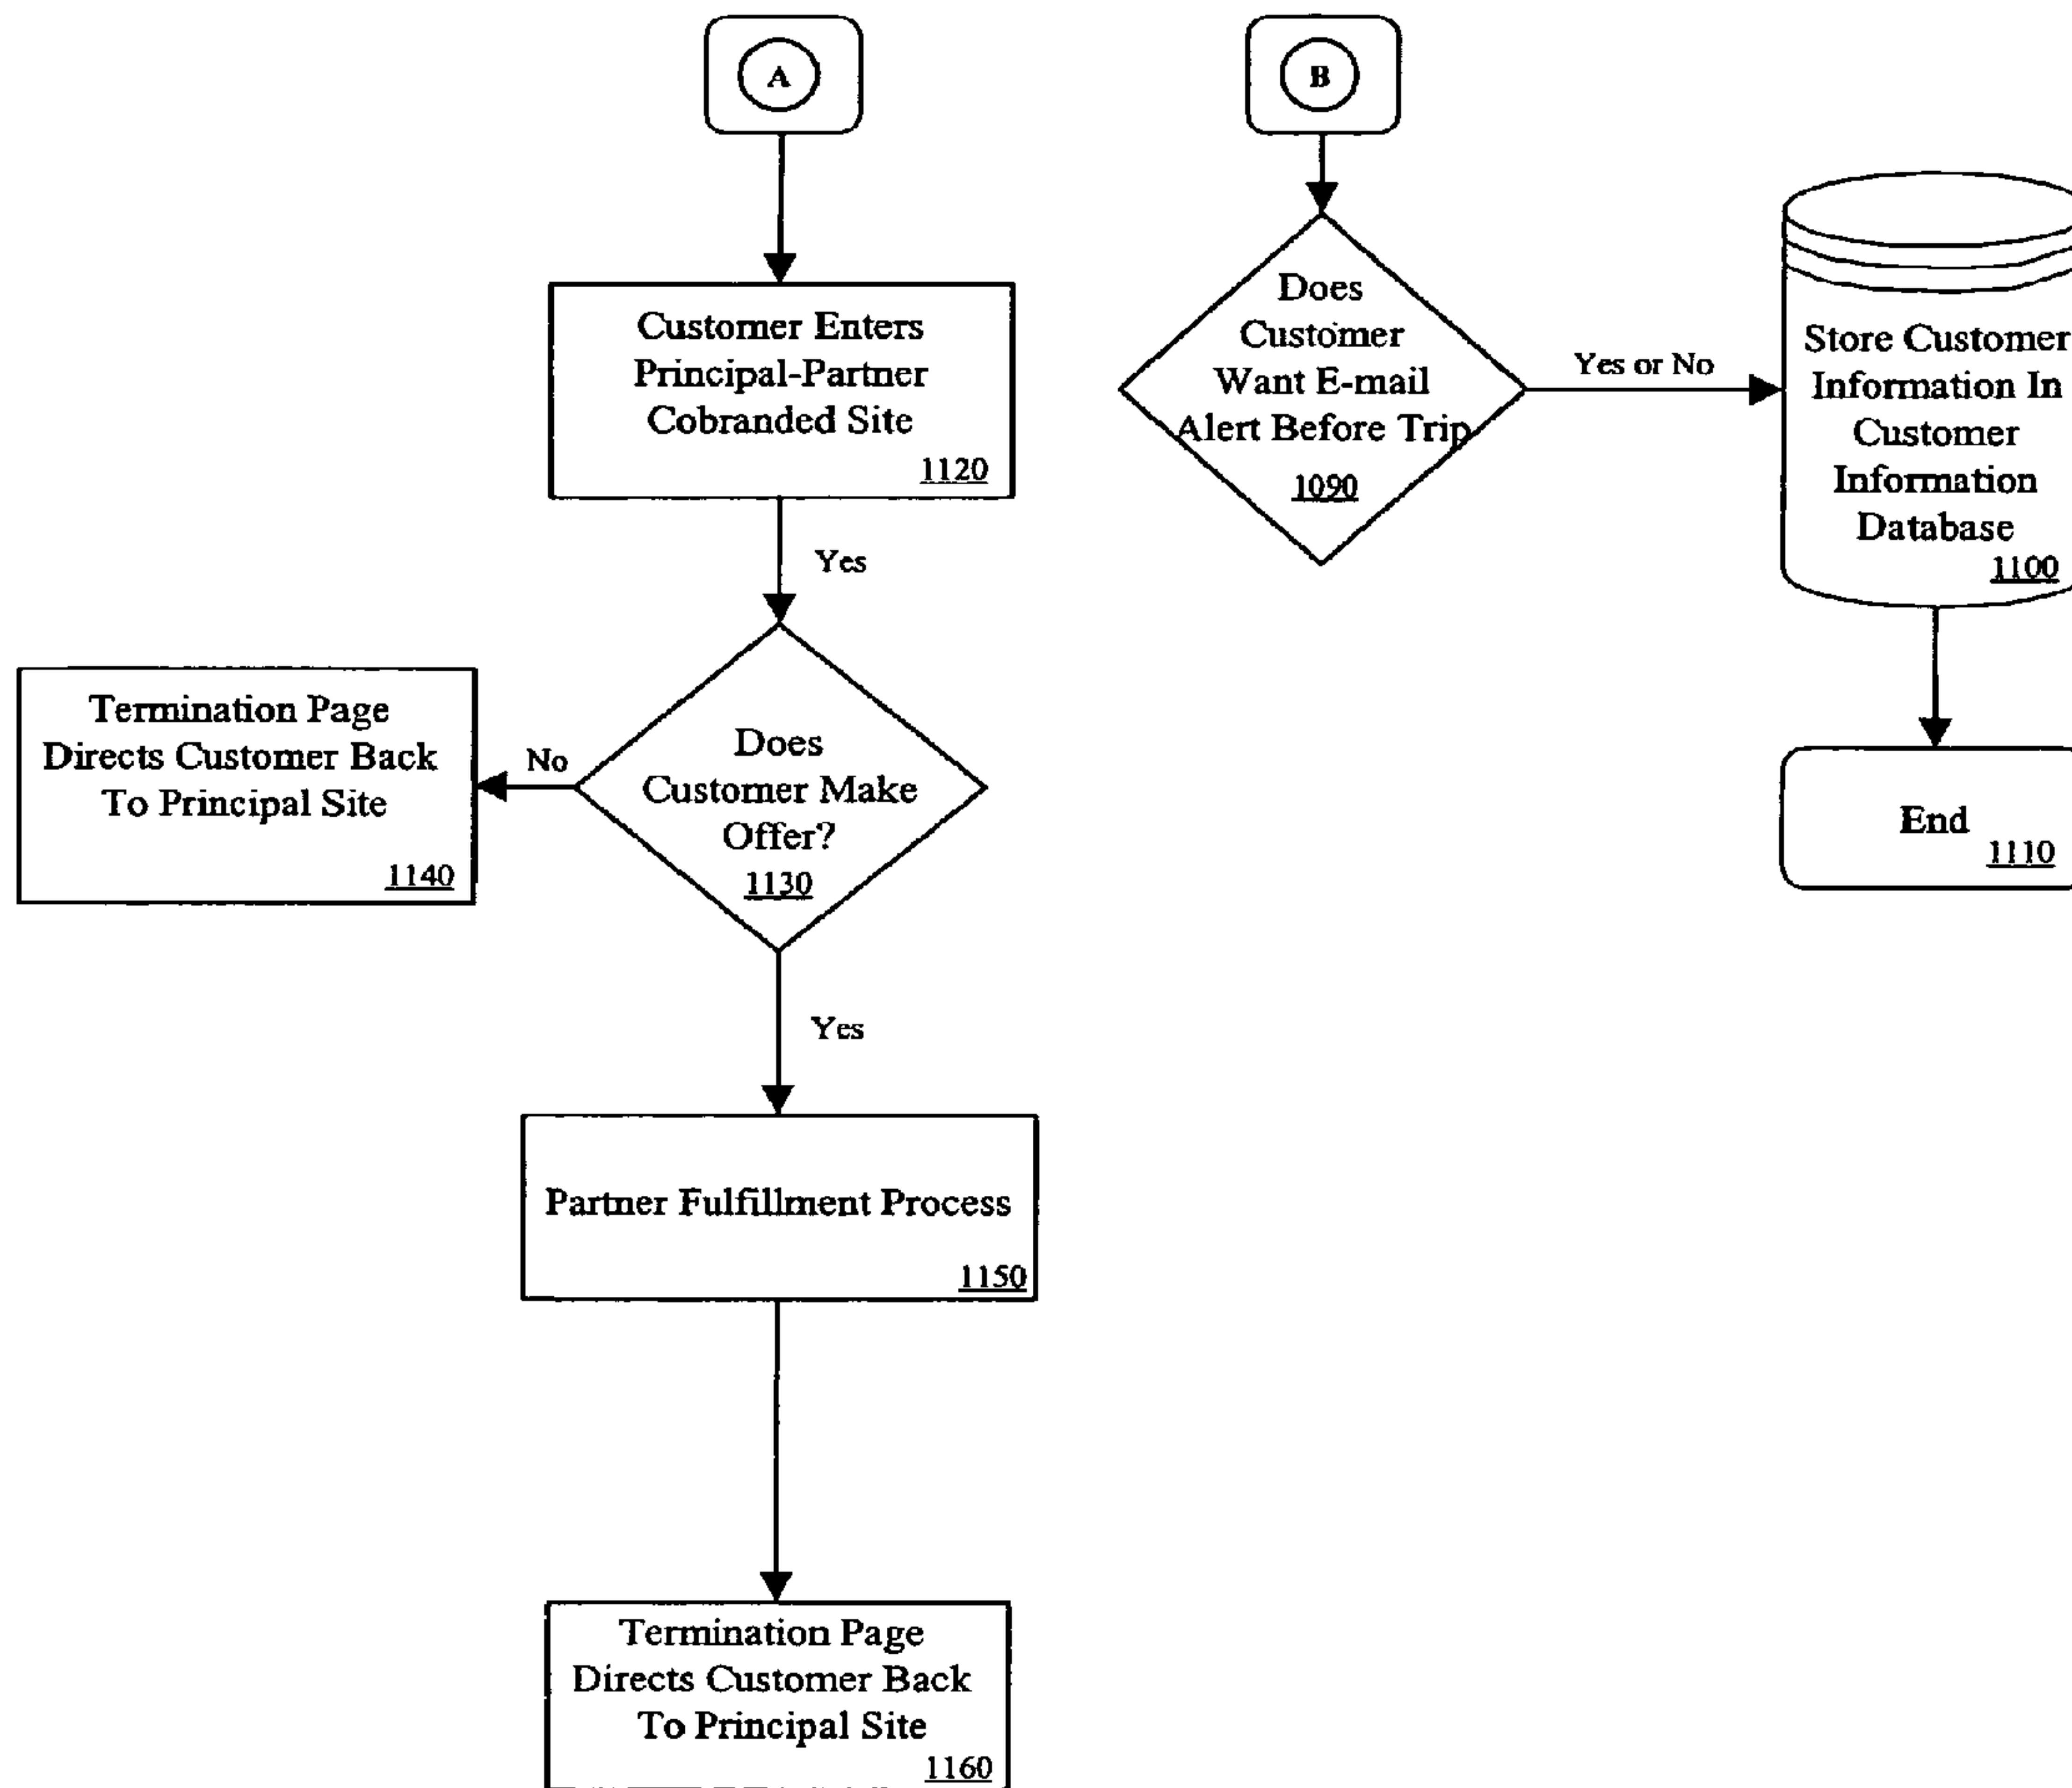 A
Customer Enters
Principal-Partner
Cobranded Site
1120
Yes
Does
Customer Make
Offer?
1130
No
Termination Page
Directs Customer Back
To Principal Site
1140
Yes
Partner Fulfillment Process
1150
Termination Page
Directs Customer Back
To Principal Site
1160
B
Does
Customer
Want E-mail
Alert Before Trip
1090
Yes or No
Store Customer
Information In
Customer
Information
Database
1100
End
1110